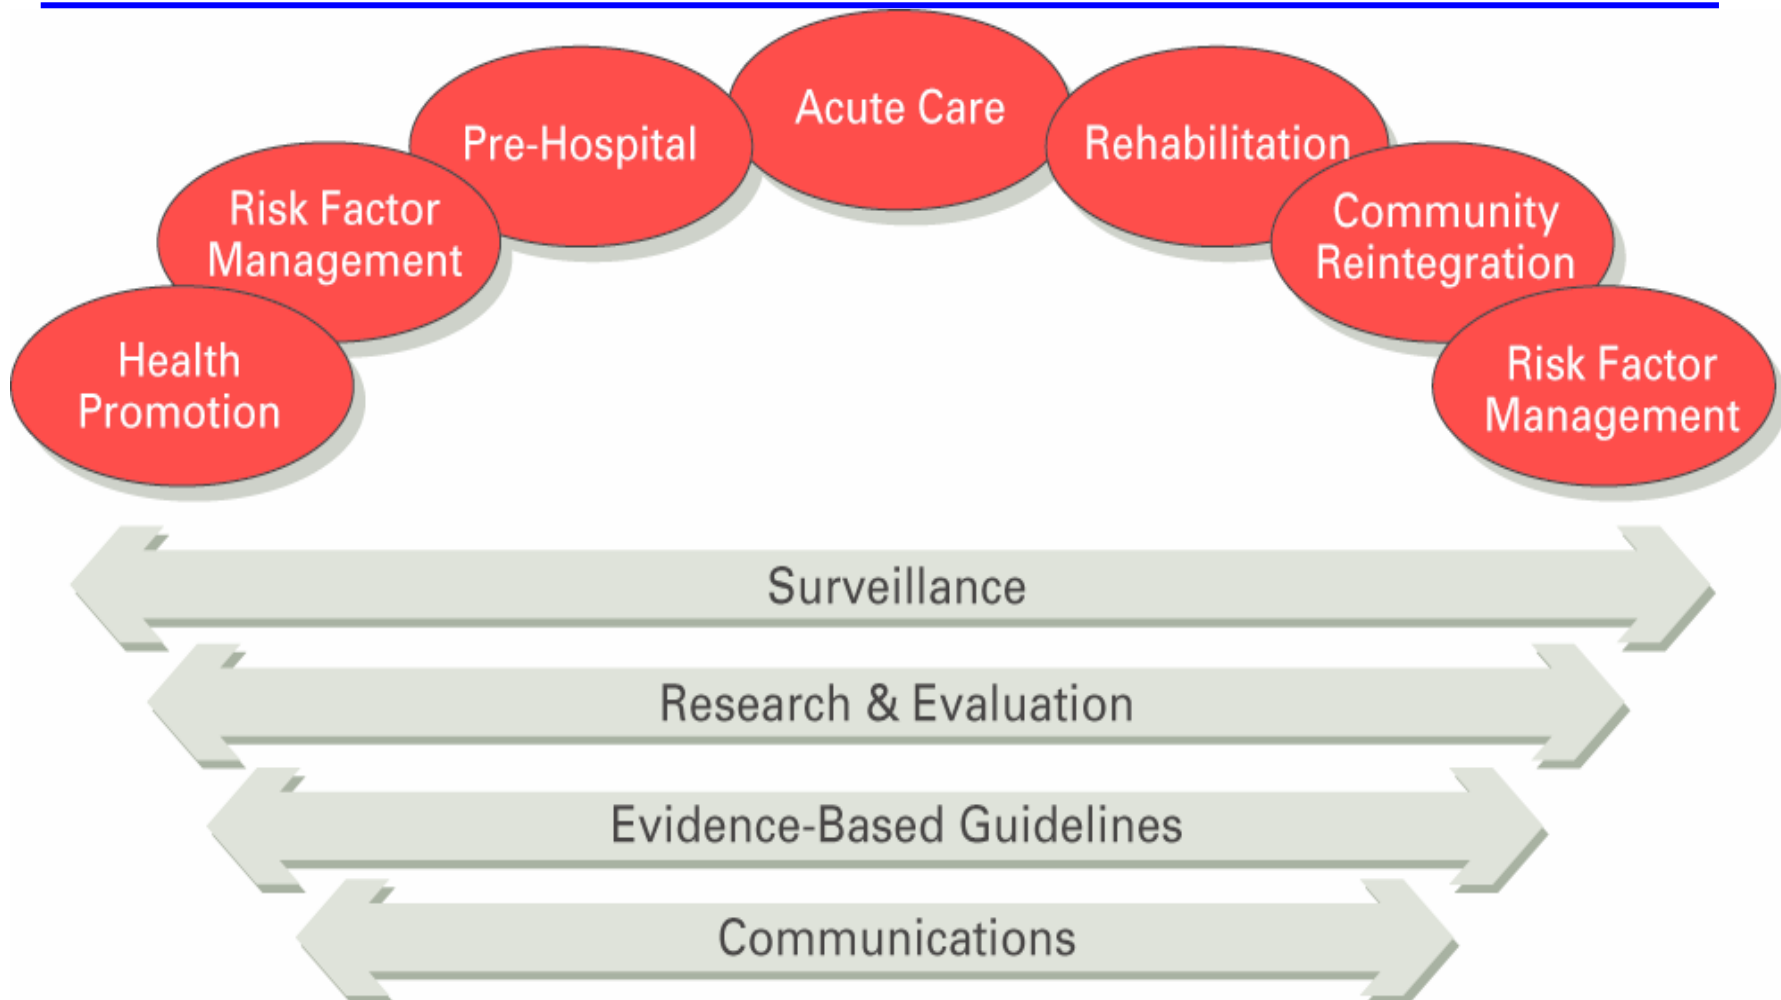 Health
Promotion
Risk Factor
Management
Pre-Hospital
Acute Care
Rehabilitation
Community
Reintegration
Risk Factor
Management
Surveillance
Research & Evaluation
Evidence-Based Guidelines
Communications